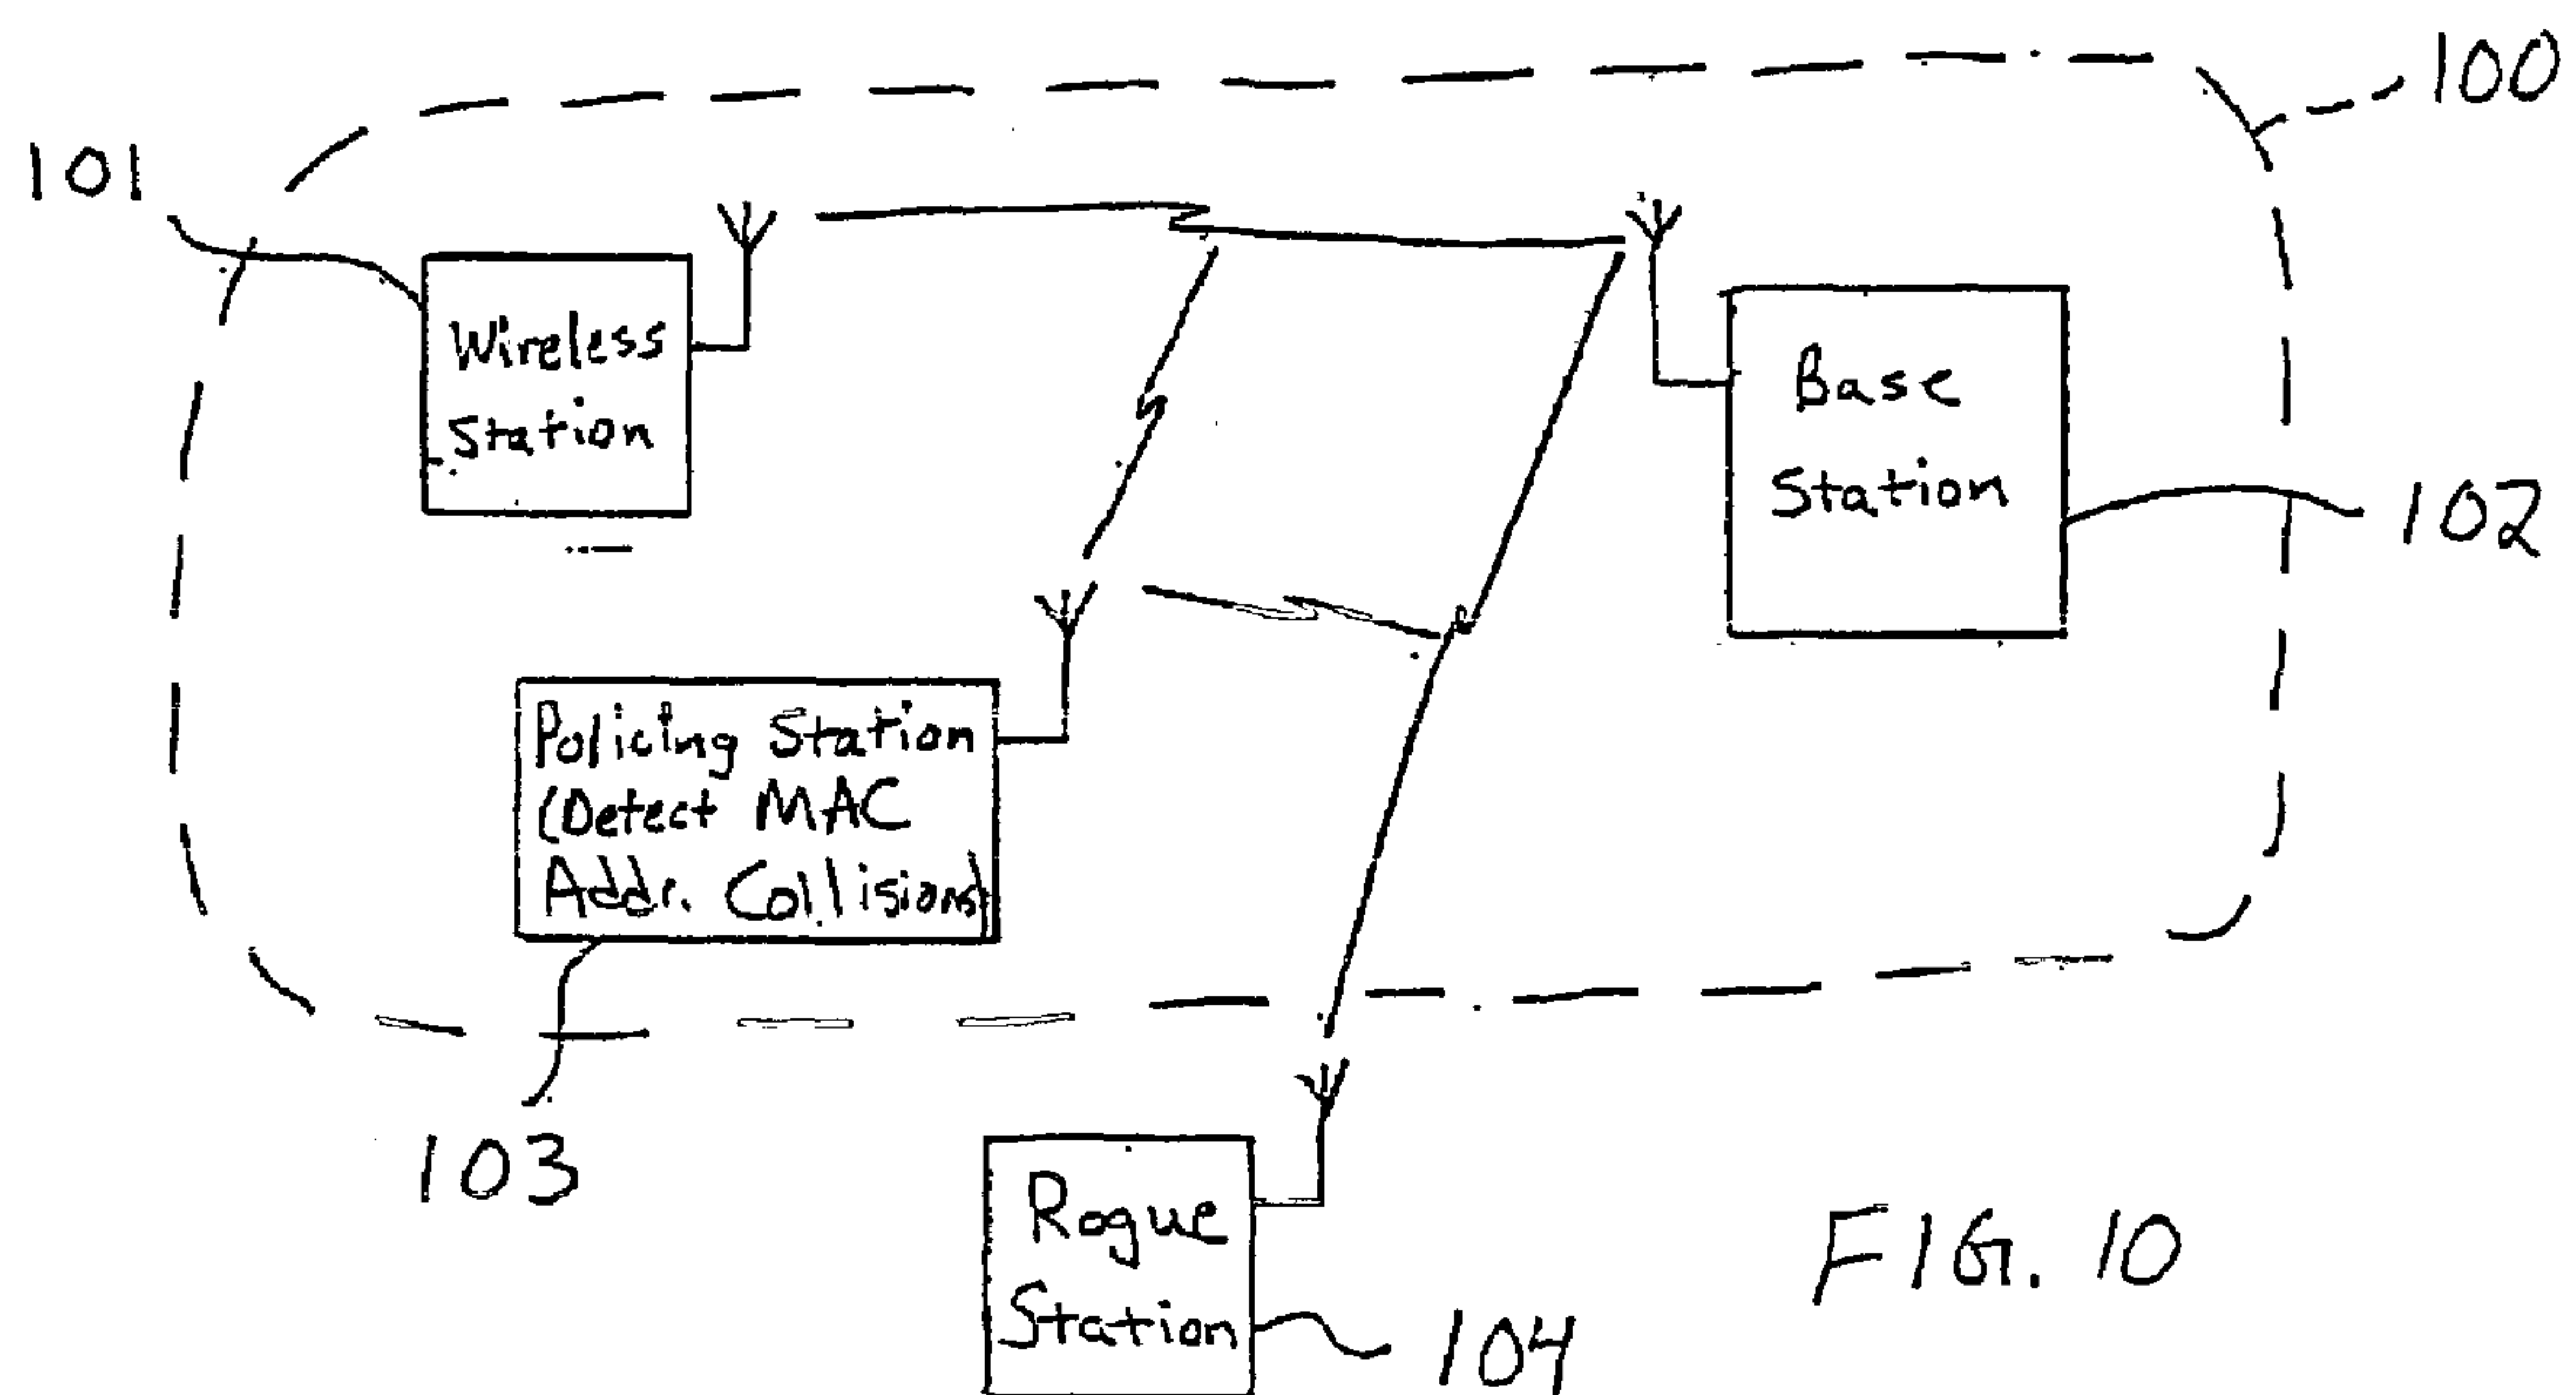 100
101
Wireless
Station
Base
Station
102
Policing Station
(Detect MAC
Addr. Collisions)
103
Rogue
Station
104
FIG. 10